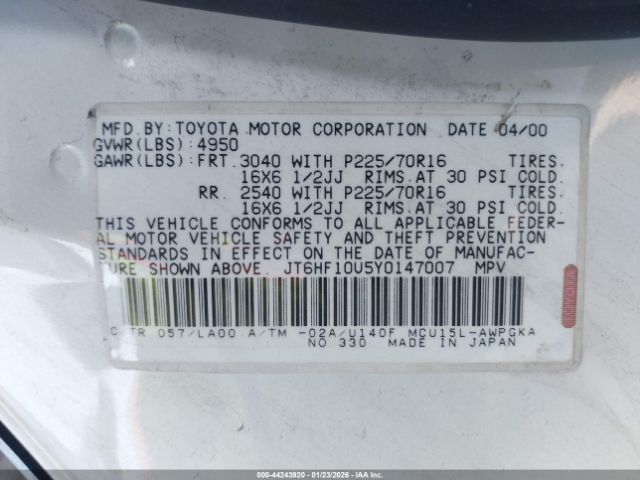 MFD.BY:TOYOTA MOTOR CORPORATION DATE 04/00
GVWR(LBS):4950
GAWR(LBS):FRT.3040 WITH P225/70R16 TIRES.
16X6 1/2JJ RIMS.AT 30 PSI COLD.
RR. 2540 WITH P225/70R16 TIRES.
16X6 1/2JJ RIMS.AT 30 PSI COLD.
THIS VEHICLE CONFORMS TO ALL APPLICABLE FEDER-
AL MOTOR VEHICLE SAFETY AND THEFT PREVENTION
STANDARDS IN EFFECT ON THE DATE OF MANUFAC-
TURE SHOWN ABOVE. JT6HF10U5Y0147007 MPV
C/TR 057/LA00 A/TM -02A/U140F MCU15L-AWPGKA
NO 330 MADE IN JAPAN
000-44243920 - 01/23/2026 - IAAI.COM